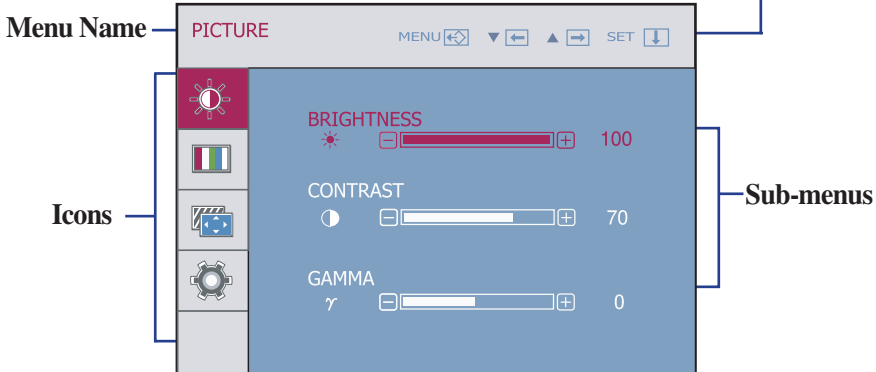 Menu Name
PICTURE
MENU ▼ ▲ SET
BRIGHTNESS
100
CONTRAST
70
Icons
Sub-menus
GAMMA
γ 0